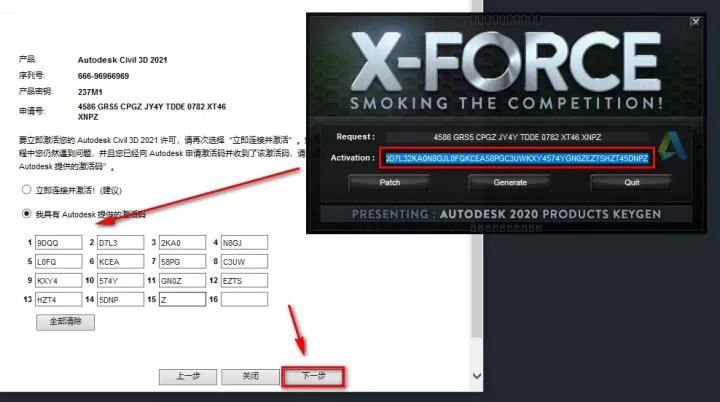 产品: Autodesk Civil 3D 2021
序列号: 666-96966969
产品密钥: 237M1
申请号: 4586 GRS5 CPGZ JY4Y TDDE 0782 XT46
XNPZ
要立即激活您的 Autodesk Civil 3D 2021 许可，请再次选择“立即连接并激活”。
程中您仍然遇到问题，并且您已经向 Autodesk 申请激活码并收到了该激活码，请
Autodesk 提供的激活码”。
立即连接并激活! (建议)
我具有 Autodesk 提供的激活码
1 9DQQ 2 D7L3 3 2KA0 4 N8GJ
5 L0FQ 6 KCEA 7 58PG 8 C3UW
9 KXY4 10 574Y 11 GN0Z 12 EZTS
13 HZT4 14 5DNP 15 Z 16
全部清除
上一步 关闭 下一步
X-FORCE
SMOKING THE COMPETITION!
Request : 4586 GRS5 CPGZ JY4Y TDDE 0782 XT46 XNPZ
Activation : QD7L32KA0N8GJL0FQKCEA58PGC3UWKXY4574YGN0ZEZTSHZT45DNPZ
Patch Generate Quit
PRESENTING : AUTODESK 2020 PRODUCTS KEYGEN